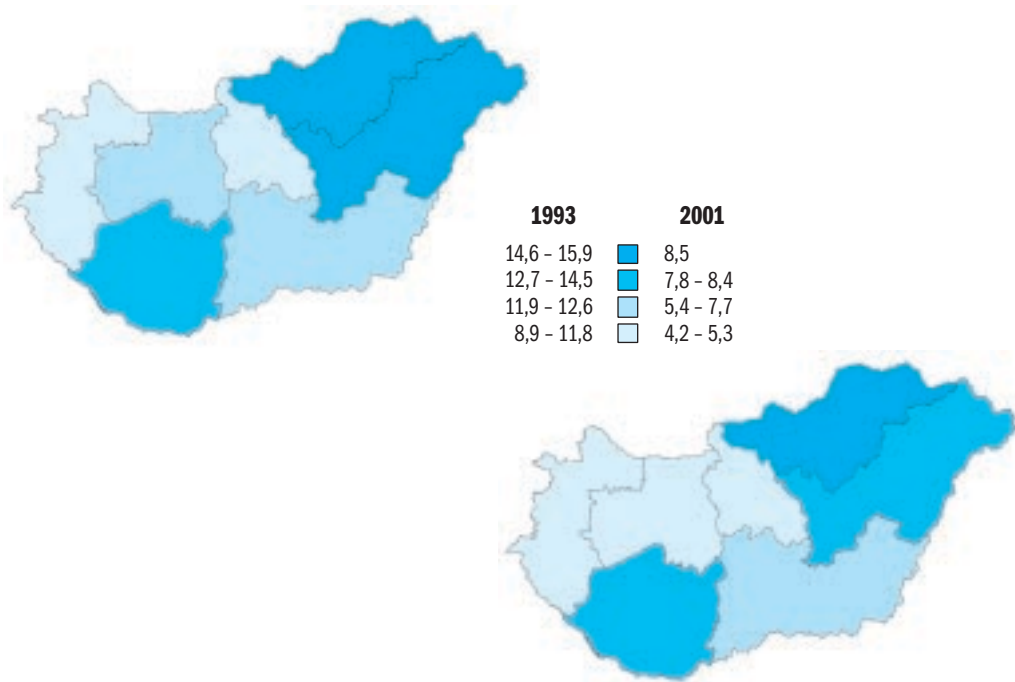 1993 2001
14,6 – 15,9 8,5
12,7 – 14,5 7,8 – 8,4
11,9 – 12,6 5,4 – 7,7
8,9 – 11,8 4,2 – 5,3